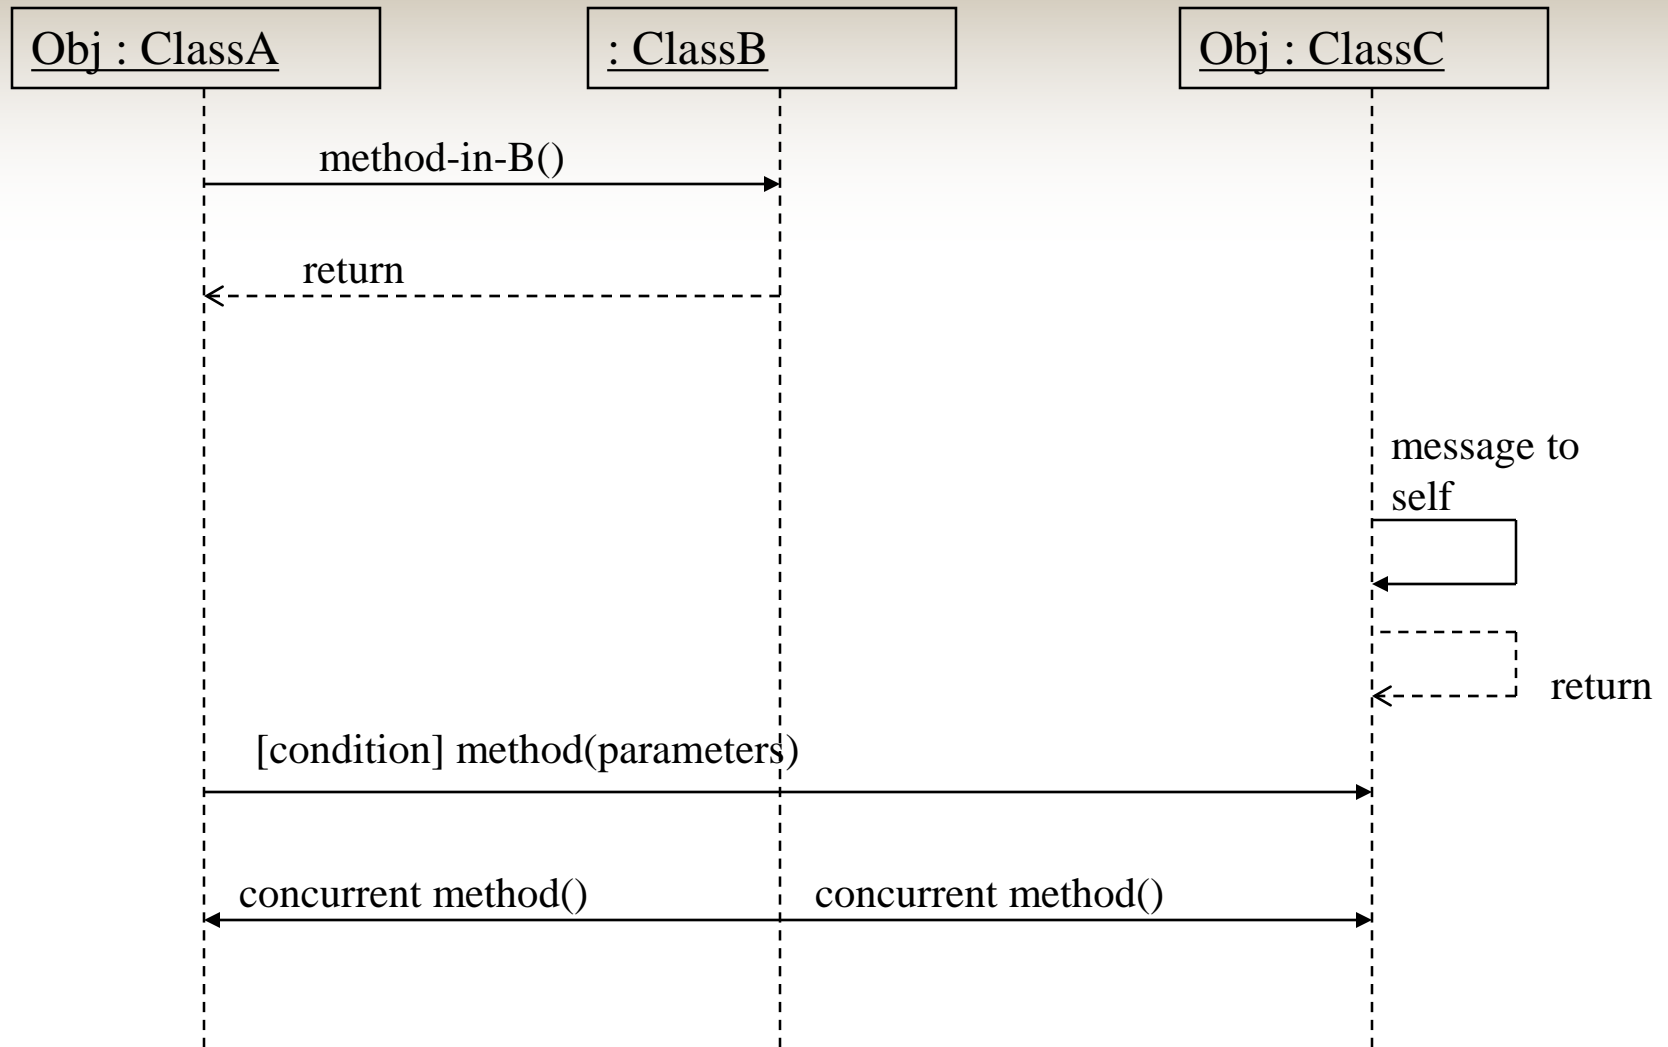 Obj : ClassA
: ClassB
Obj : ClassC
method-in-B()
return
message to
self
return
[condition] method(parameters)
concurrent method()
concurrent method()